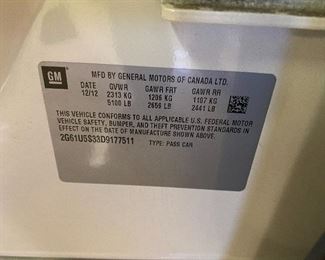 GM
MFD BY GENERAL MOTORS OF CANADA LTD.
DATE GVWR GAWR FRT GAWR RR
12/12 2313 KG 1206 KG 1107 KG
5100 LB 2656 LB 2441 LB
THIS VEHICLE CONFORMS TO ALL APPLICABLE U.S. FEDERAL MOTOR
VEHICLE SAFETY, BUMPER, AND THEFT PREVENTION STANDARDS IN
EFFECT ON THE DATE OF MANUFACTURE SHOWN ABOVE.
2G61U5S33D9177511
TYPE: PASS CAR